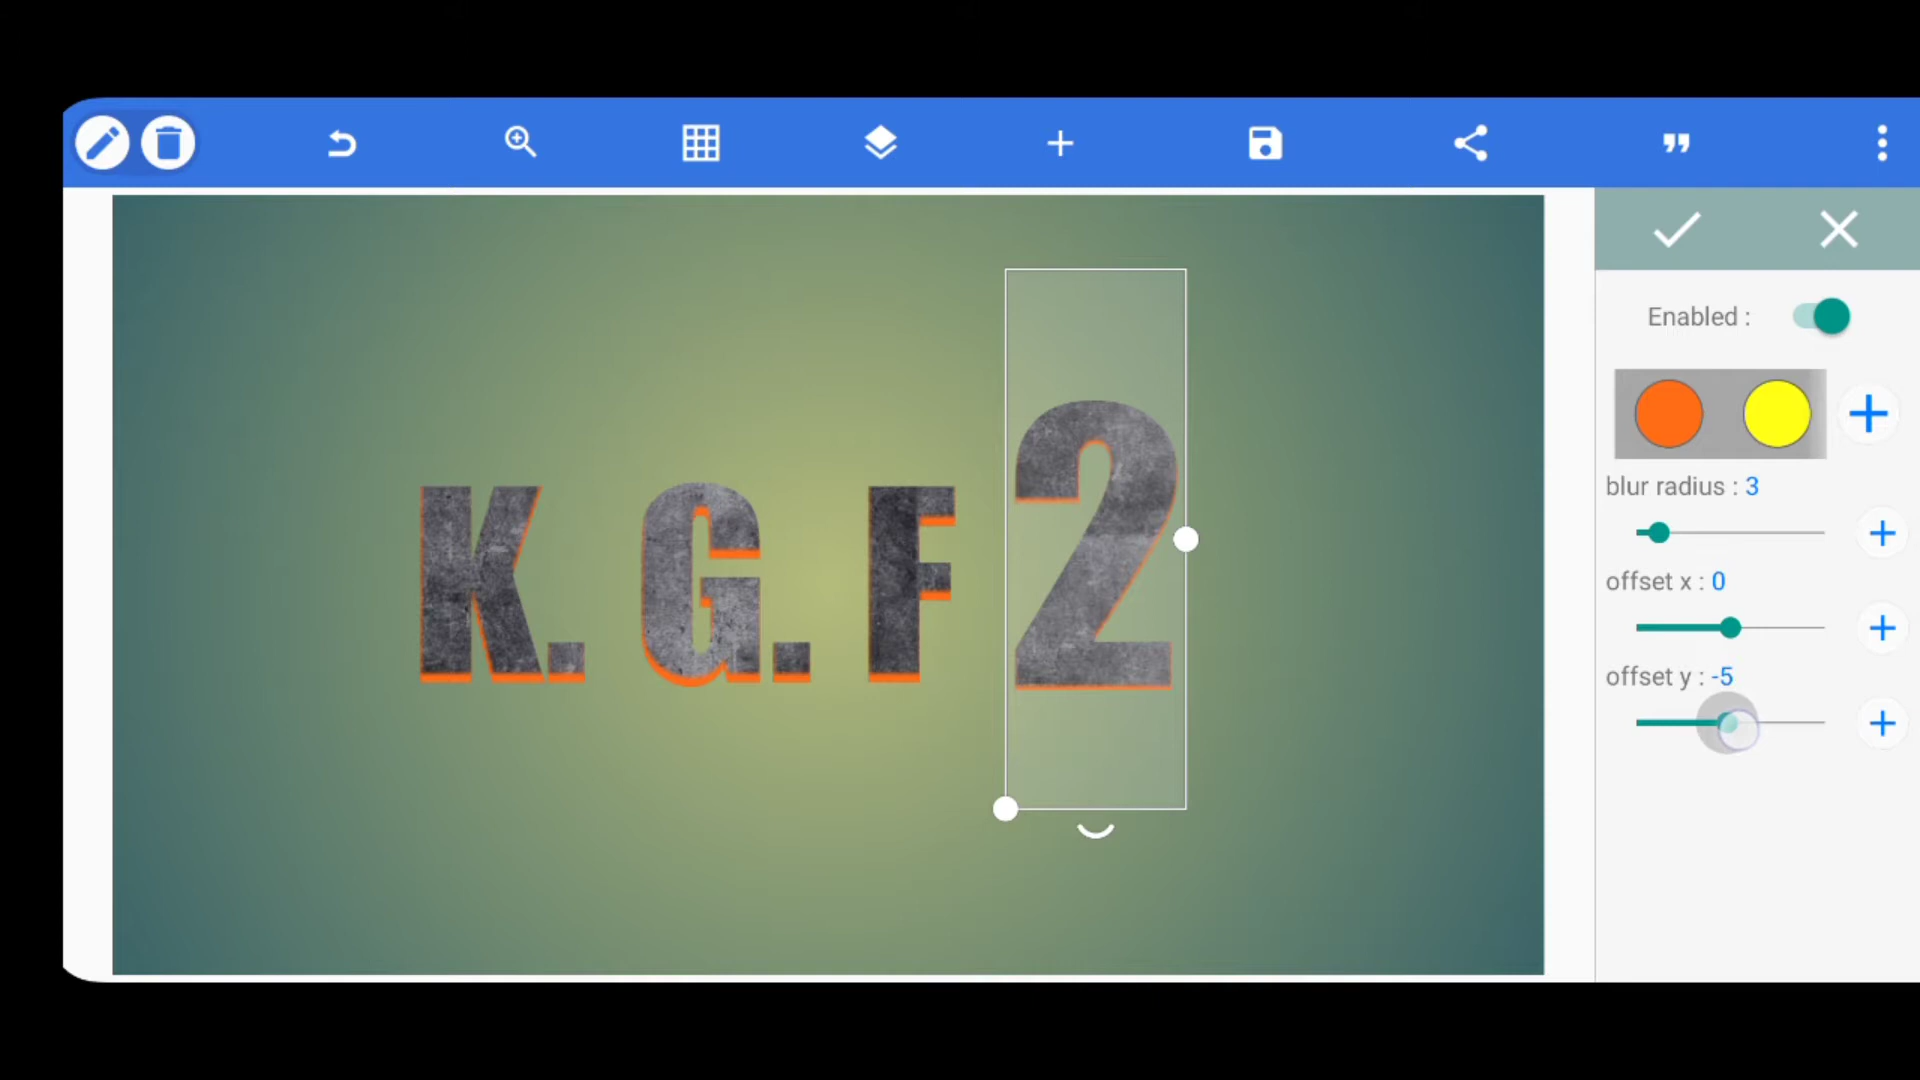 Enabled :
K. G. F 2
blur radius : 3
offset x : 0
offset y : -5